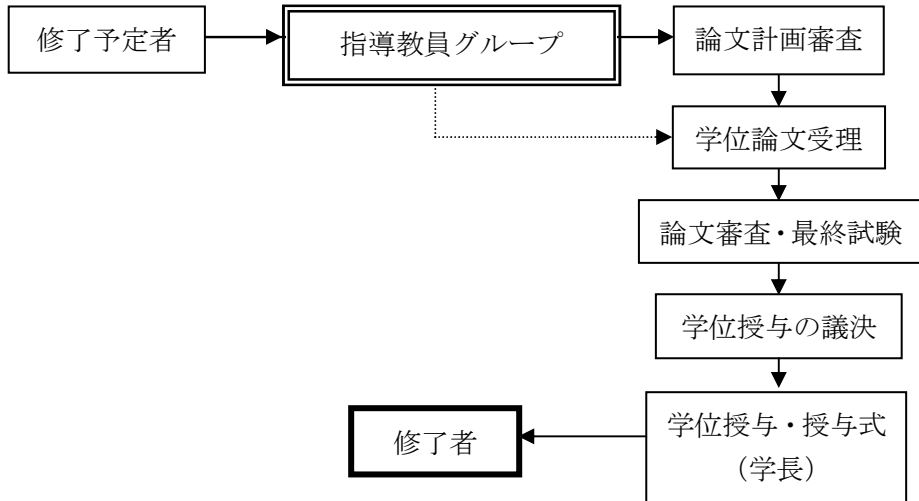 修了予定者
指導教員グループ
論文計画審査
学位論文受理
論文審査・最終試験
学位授与の議決
学位授与・授与式
（学長）
修了者